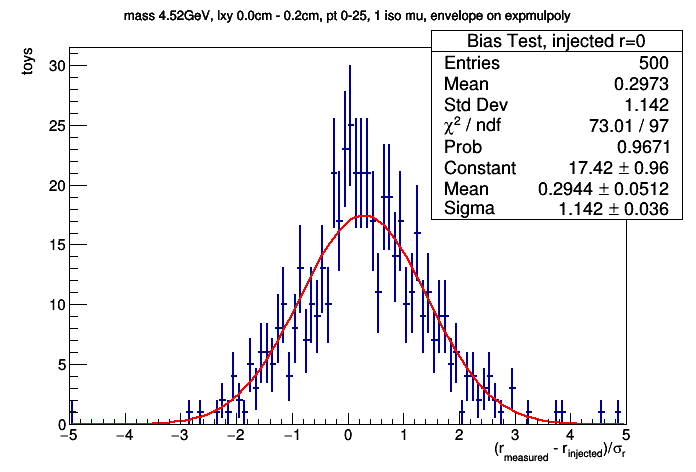 mass 4.52GeV, lxy 0.0cm - 0.2cm, pt 0-25, 1 iso mu, envelope on expmulpoly
Bias Test, injected r=0
Entries 500
Mean 0.2973
Std Dev 1.142
χ² / ndf 73.01 / 97
Prob 0.9671
Constant 17.42 ± 0.96
Mean 0.2944 ± 0.0512
Sigma 1.142 ± 0.036
toys
30
25
20
15
10
5
0
−5 −4 −3 −2 −1 0 1 2 3 4 5
(r_measured - r_injected)/σ_r